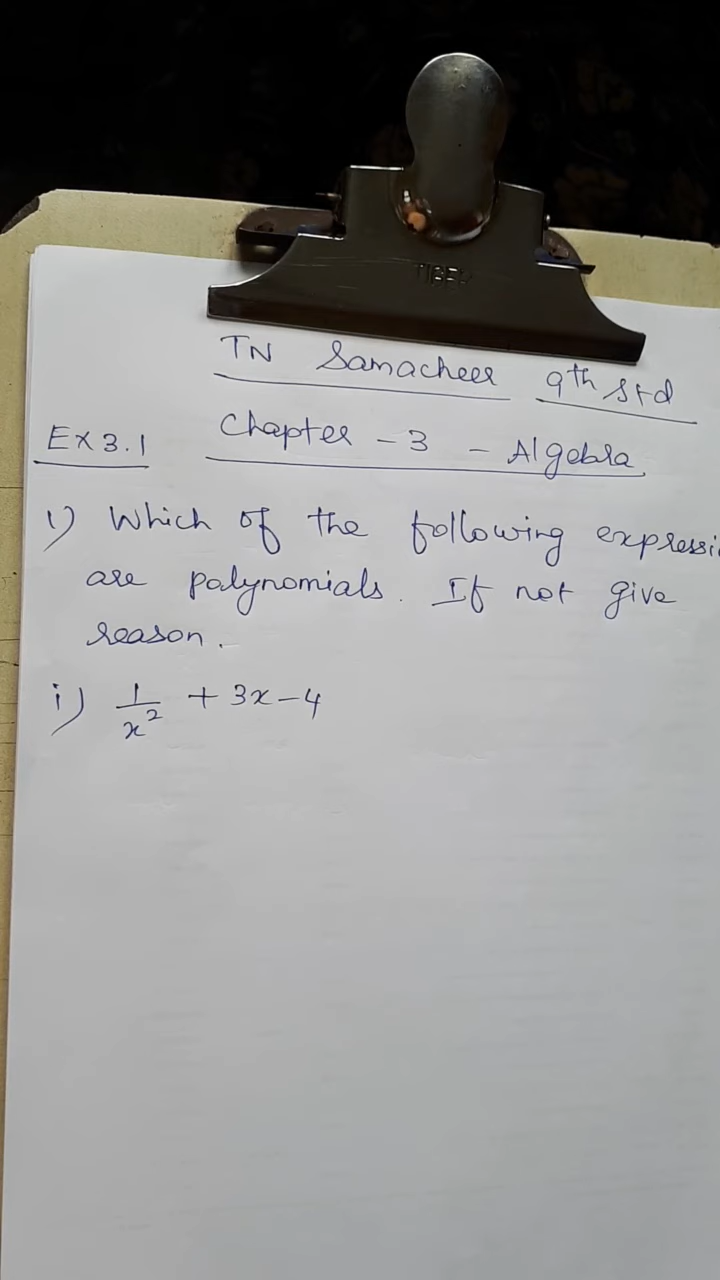 TIGER
TN Samacheer 9th Std
Ex 3.1 Chapter - 3 - Algebra
1) Which of the following expressi
are polynomials. If not give
reason.
i) 1/x² + 3x - 4